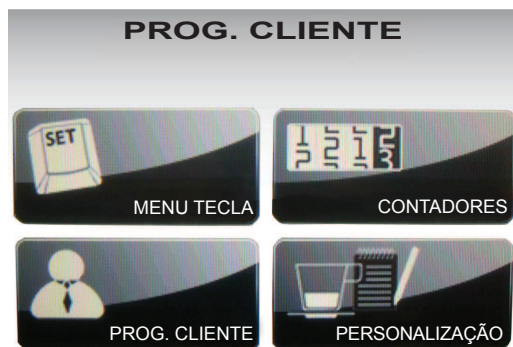 PROG. CLIENTE
SET
MENU TECLA
CONTADORES
PROG. CLIENTE
PERSONALIZAÇÃO